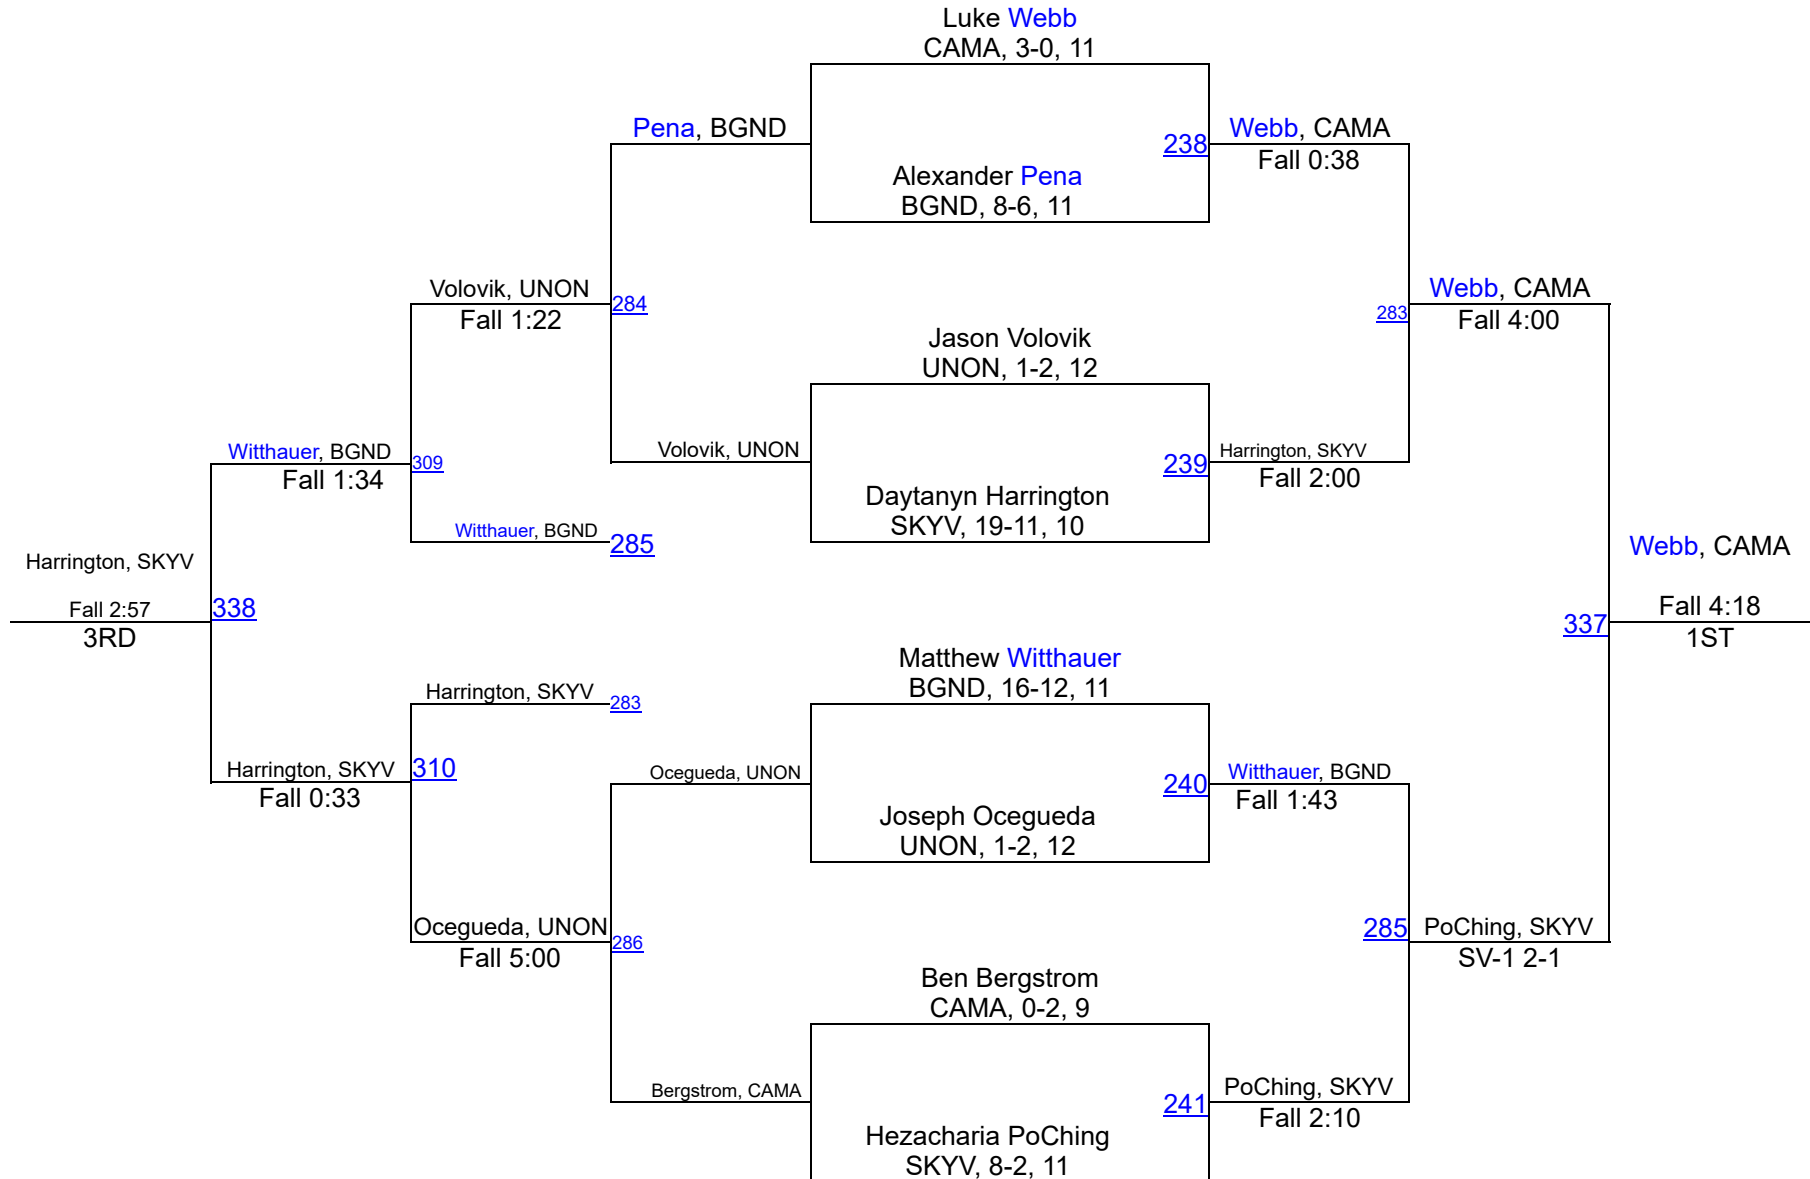 Luke Webb
CAMA, 3-0, 11
Pena, BGND
238
Webb, CAMA
Fall 0:38
Alexander Pena
BGND, 8-6, 11
Volovik, UNON
Fall 1:22
284
283
Webb, CAMA
Fall 4:00
Jason Volovik
UNON, 1-2, 12
Witthauer, BGND
Fall 1:34
309
Volovik, UNON
239
Harrington, SKYV
Fall 2:00
Daytanyn Harrington
SKYV, 19-11, 10
Witthauer, BGND
285
Harrington, SKYV
Fall 2:57
3RD
338
Webb, CAMA
Fall 4:18
1ST
337
Matthew Witthauer
BGND, 16-12, 11
Harrington, SKYV
283
Harrington, SKYV
Fall 0:33
310
Ocegueda, UNON
240
Witthauer, BGND
Fall 1:43
Joseph Ocegueda
UNON, 1-2, 12
Ocegueda, UNON
Fall 5:00
286
285
PoChing, SKYV
SV-1 2-1
Ben Bergstrom
CAMA, 0-2, 9
Bergstrom, CAMA
241
PoChing, SKYV
Fall 2:10
Hezacharia PoChing
SKYV, 8-2, 11